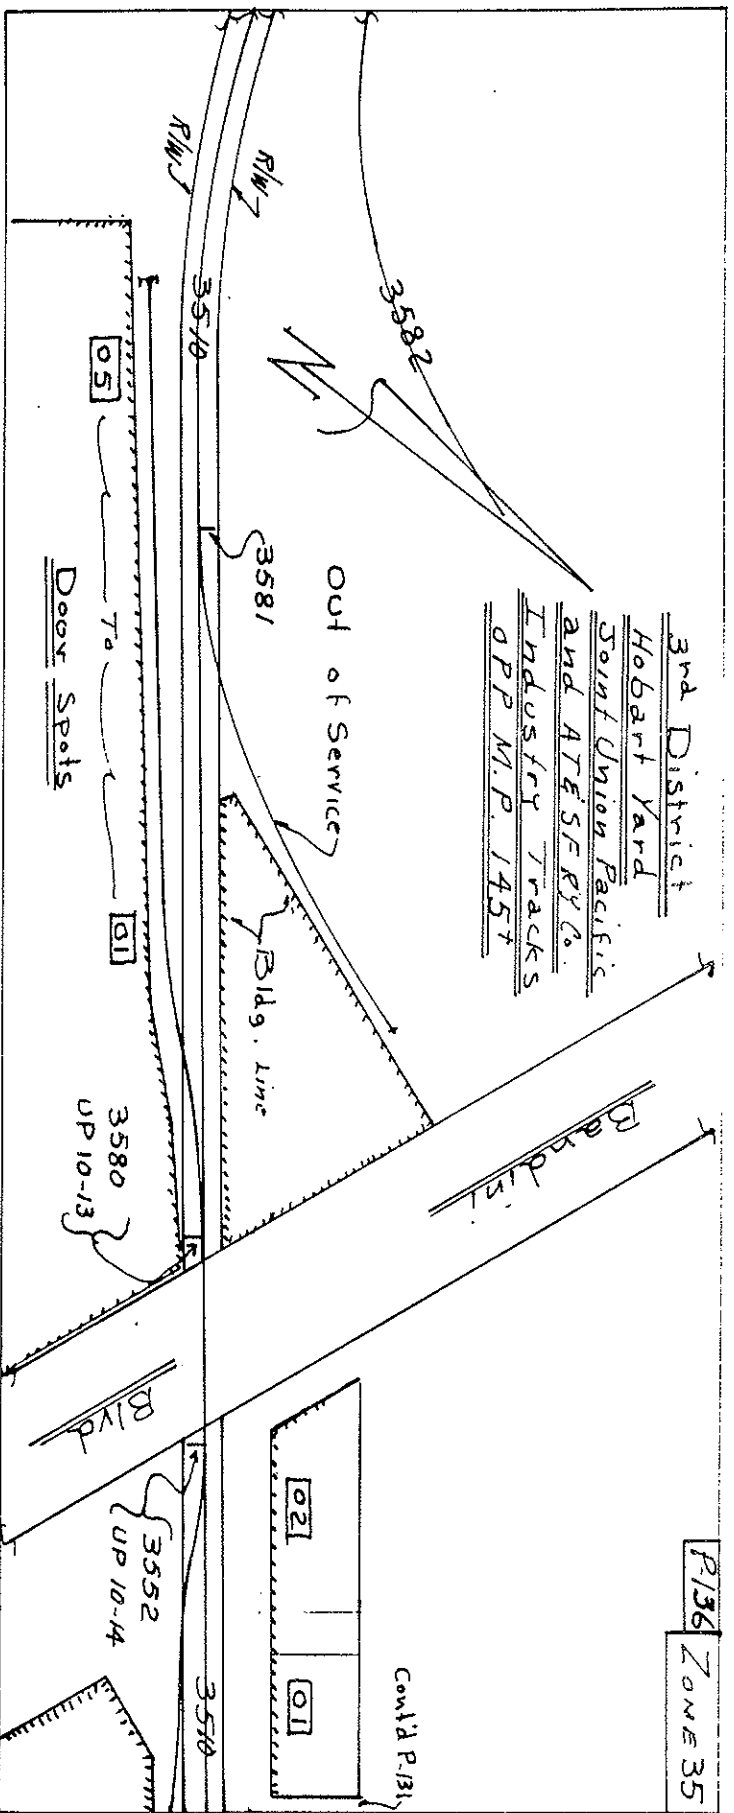 P-136
ZONE 35
3rd District
Hobart Yard
Joint Union Pacific
and AT&SF RY Co.
Industry Tracks
OPP M.P. 145+
3582
N
R/W
R/W
3510
3581
Out of Service
Bldg. Line
Bandini
Blvd
05
To
01
Door Spots
3580
UP 10-13
3552
UP 10-14
3510
02
01
Cont'd P-131